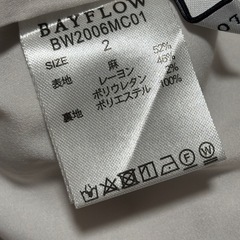 BAYFLOW
BW2006MC01
SIZE 2
表地 麻 52%
レーヨン 46%
ポリウレタン 2%
裏地 ポリエステル 100%